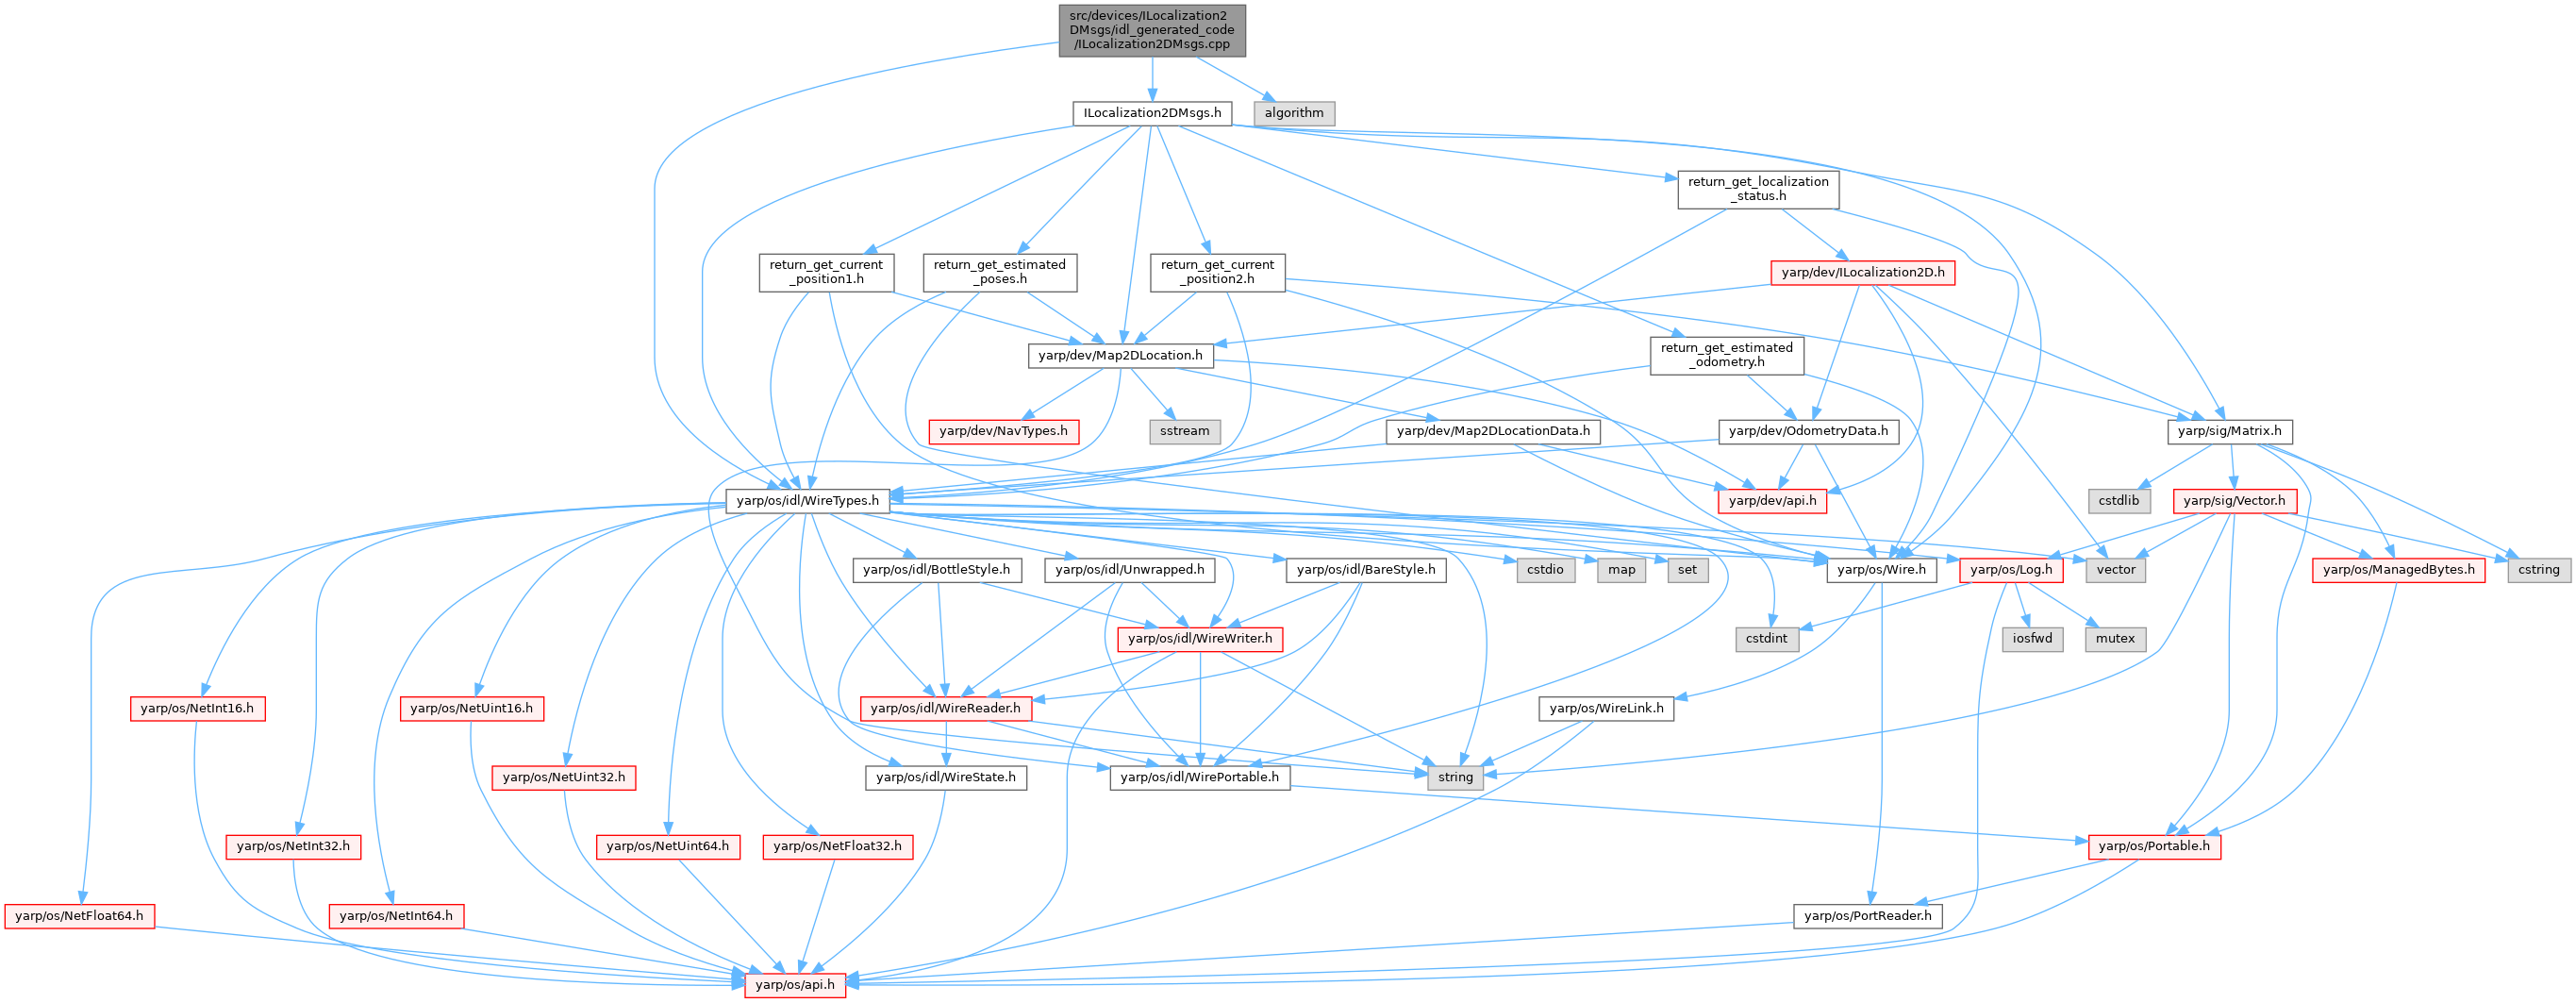 src/devices/ILocalization2
DMsgs/idl_generated_code
/ILocalization2DMsgs.cpp
ILocalization2DMsgs.h
algorithm
return_get_localization
_status.h
return_get_current
_position1.h
return_get_estimated
_poses.h
return_get_current
_position2.h
yarp/dev/ILocalization2D.h
yarp/dev/Map2DLocation.h
return_get_estimated
_odometry.h
yarp/dev/NavTypes.h
sstream
yarp/dev/Map2DLocationData.h
yarp/dev/OdometryData.h
yarp/sig/Matrix.h
yarp/os/idl/WireTypes.h
yarp/dev/api.h
cstdlib
yarp/sig/Vector.h
yarp/os/idl/BottleStyle.h
yarp/os/idl/Unwrapped.h
yarp/os/idl/BareStyle.h
cstdio
map
set
yarp/os/Wire.h
yarp/os/Log.h
vector
yarp/os/ManagedBytes.h
cstring
yarp/os/idl/WireWriter.h
cstdint
iosfwd
mutex
yarp/os/NetInt16.h
yarp/os/NetUint16.h
yarp/os/idl/WireReader.h
yarp/os/WireLink.h
yarp/os/NetUint32.h
yarp/os/idl/WireState.h
yarp/os/idl/WirePortable.h
string
yarp/os/NetInt32.h
yarp/os/NetUint64.h
yarp/os/NetFloat32.h
yarp/os/Portable.h
yarp/os/NetFloat64.h
yarp/os/NetInt64.h
yarp/os/PortReader.h
yarp/os/api.h